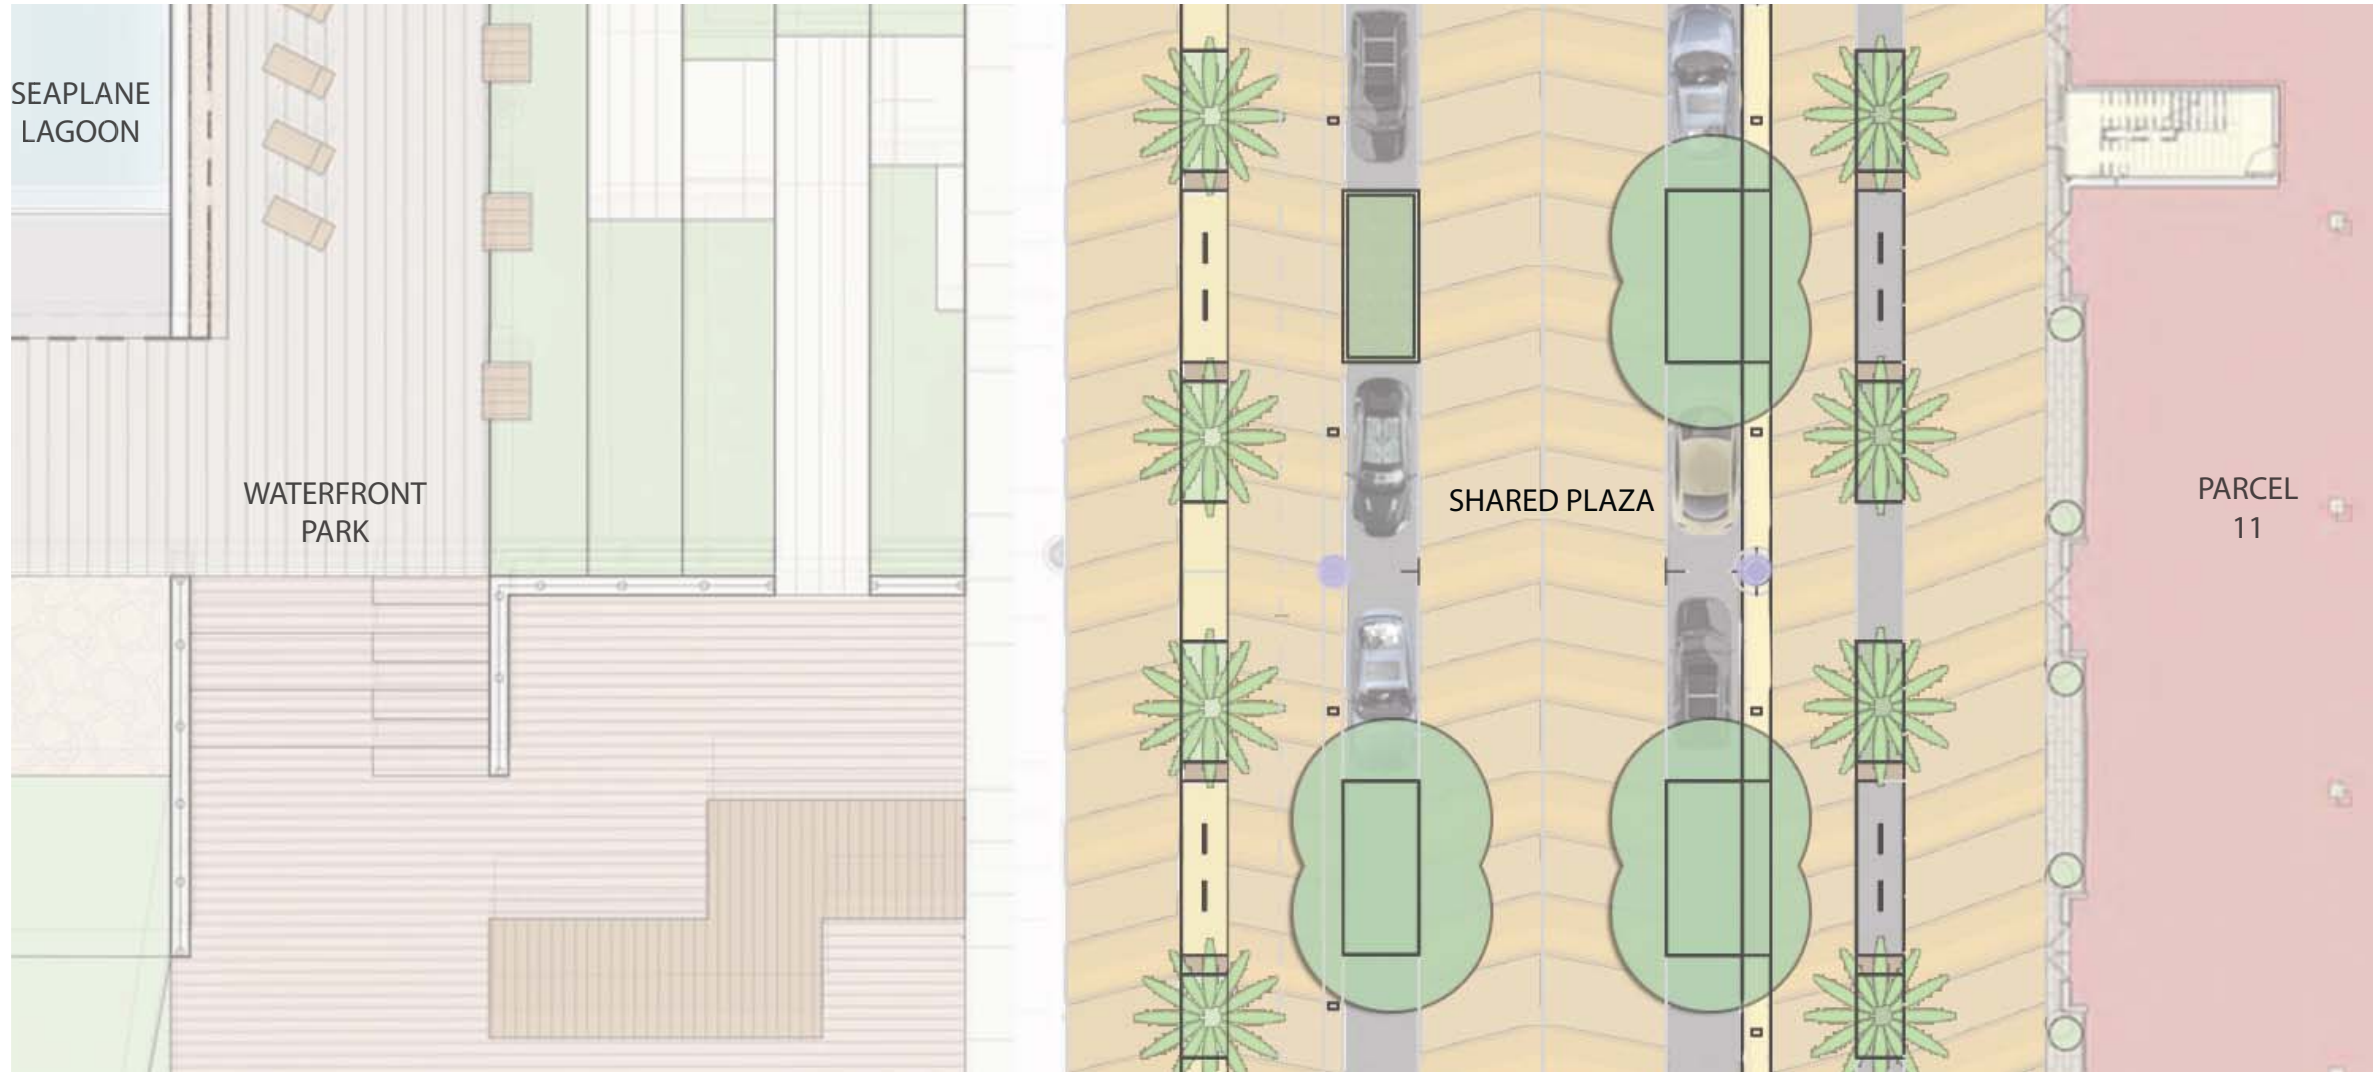 SEAPLANE
LAGOON
WATERFRONT
PARK
SHARED PLAZA
PARCEL
11